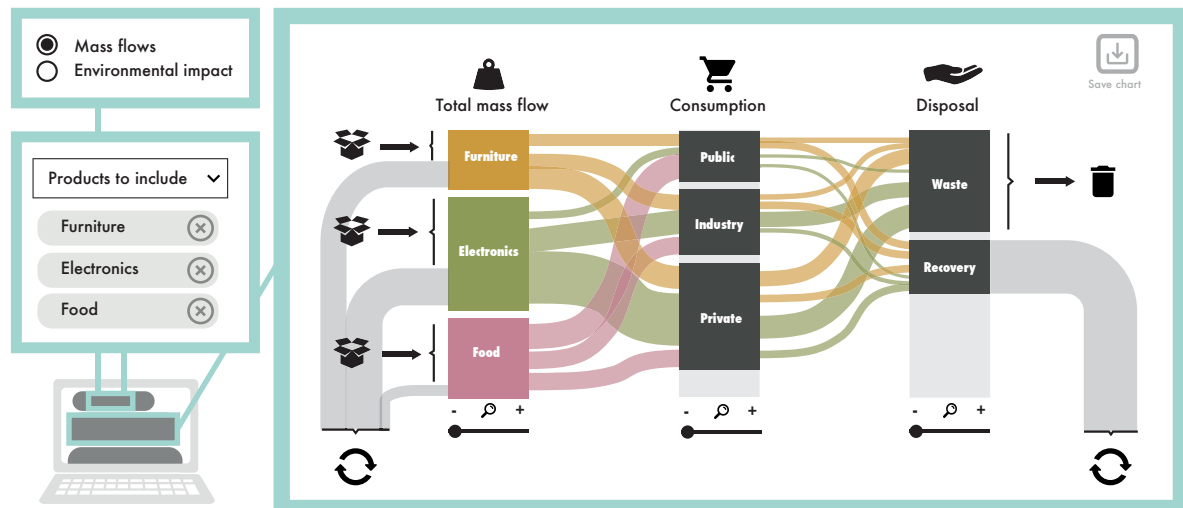 Mass flows
Environmental impact
Products to include
Furniture
Electronics
Food
Save chart
Total mass flow
Consumption
Disposal
Furniture
Electronics
Food
Public
Industry
Private
Waste
Recovery
- +
- +
- +